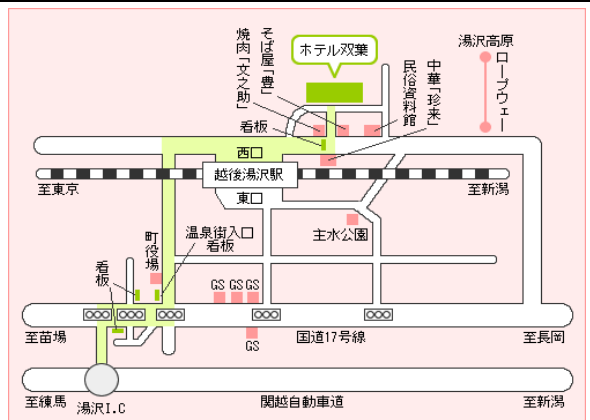 ホテル双葉
湯沢高原
ロープウェー
焼肉「文之助」
そば屋「豊」
民俗資料館
中華「珍来」
看板
西口
越後湯沢駅
東口
至東京
至新潟
主水公園
町役場
温泉街入口
看板
看板
GS GS GS
GS
至苗場
国道17号線
至長岡
至練馬
湯沢I.C
関越自動車道
至新潟